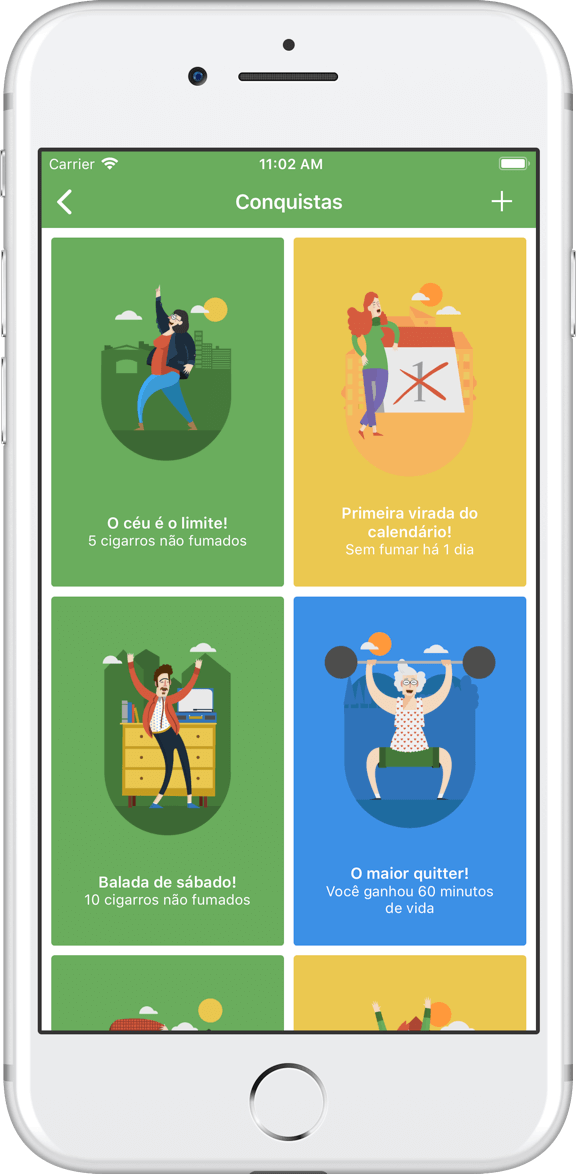 Carrier
11:02 AM
Conquistas
O céu é o limite!
5 cigarros não fumados
Primeira virada do
calendário!
Sem fumar há 1 dia
1
Balada de sábado!
10 cigarros não fumados
O maior quitter!
Você ganhou 60 minutos
de vida